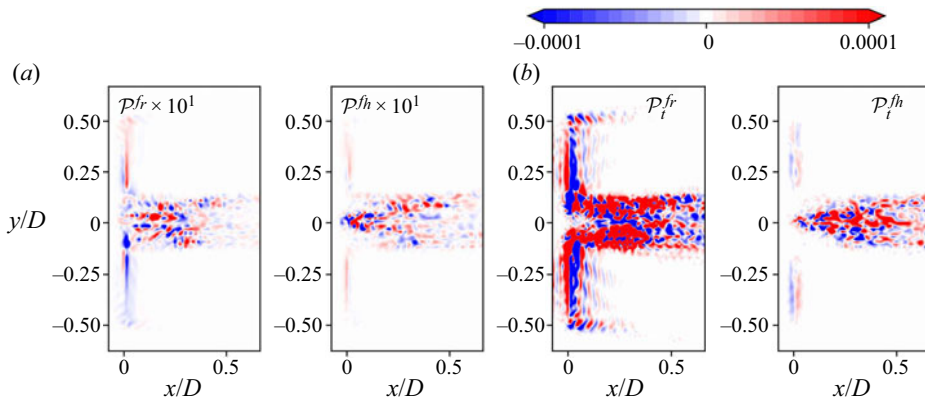 −0.0001 0 0.0001
(a) (b)
𝒫^{fr} × 10^1 𝒫^{fh} × 10^1 𝒫_t^{fr} 𝒫_t^{fh}
0.50 0.50 0.50 0.50
0.25 0.25 0.25 0.25
y/D 0 0 0 0
−0.25 −0.25 −0.25 −0.25
−0.50 −0.50 −0.50 −0.50
0 0.5 0 0.5 0 0.5 0 0.5
x/D x/D x/D x/D